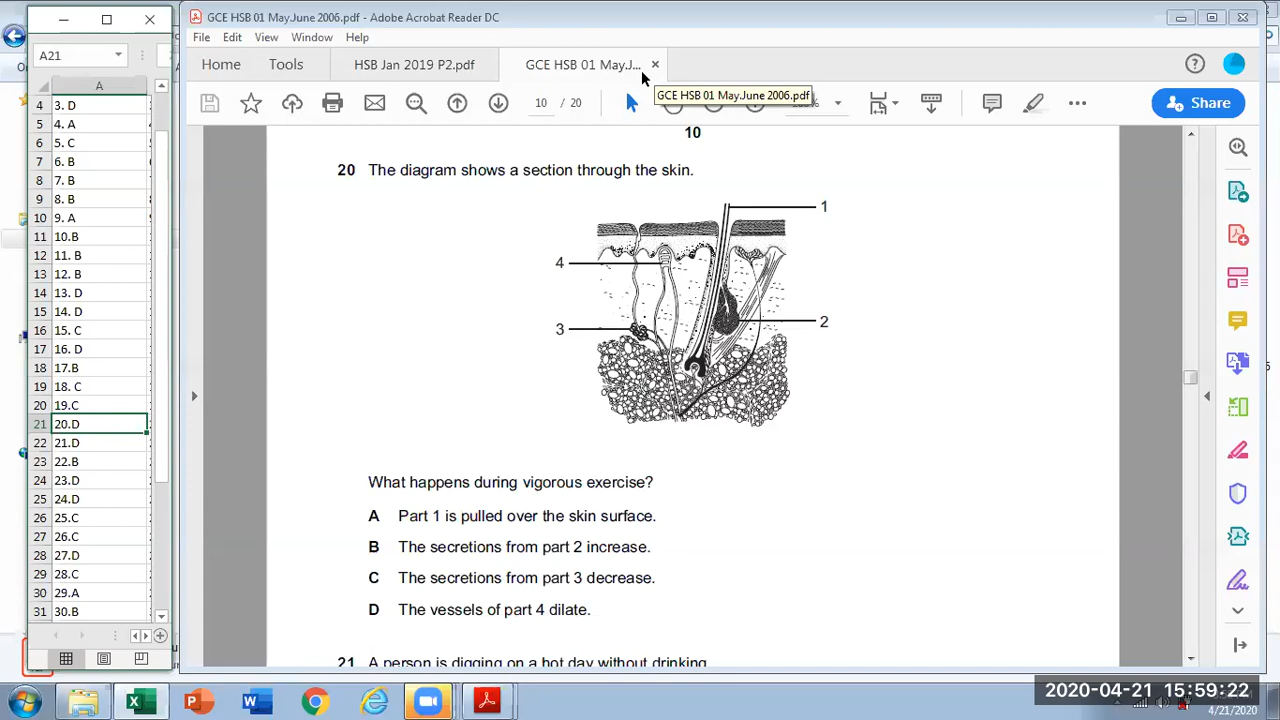 GCE HSB 01 May.June 2006.pdf - Adobe Acrobat Reader DC
File Edit View Window Help
Home Tools HSB Jan 2019 P2.pdf GCE HSB 01 May.J... ×
10 / 20
GCE HSB 01 May.June 2006.pdf
Share
A21
A
4 3. D
5 4. A
6 5. C
7 6. B
8 7. B
9 8. B
10 9. A
11 10.B
12 11. B
13 12. B
14 13. D
15 14. D
16 15. C
17 16. D
18 17.B
19 18. C
20 19.C
21 20.D
22 21.D
23 22.B
24 23.D
25 24.D
26 25.C
27 26.C
28 27.D
29 28.C
30 29.A
31 30.B
10
20 The diagram shows a section through the skin.
1
4
3
2
What happens during vigorous exercise?
A Part 1 is pulled over the skin surface.
B The secretions from part 2 increase.
C The secretions from part 3 decrease.
D The vessels of part 4 dilate.
21 A person is digging on a hot day without drinking
2020-04-21 15:59:22
4/21/2020